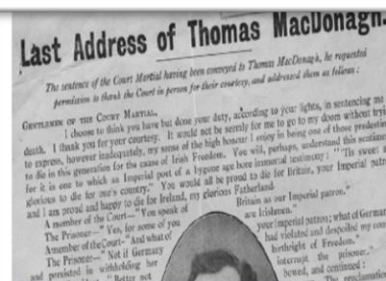 Last Address of Thomas MacDonagh.
The sentence of the Court Martial having been conveyed to Thomas MacDonagh, he requested
permission to thank the Court in person for their courtesy, and addressed them as follows:
GENTLEMEN OF THE COURT MARTIAL,
I choose to think you have but done your duty, according to your lights, in sentencing me
death. I thank you for your courtesy. It would not be seemly for me to go to my doom without tryi
to express, however inadequately, my sense of the high honour I enjoy in being one of those predestin
to die in this generation for the cause of Irish Freedom. You will, perhaps, understand this sentim
for it is one to which an Imperial poet of a bygone age bore immortal testimony: "'Tis sweet a
glorious to die for one's country." You would all be proud to die for Britain, your Imperial pat
and I am proud and happy to die for Ireland, my glorious Fatherland.
A member of the Court—"You speak of Britain as our Imperial patron."
The Prisoner—"Yes, for some of you are Irishmen."
A member of the Court—"And what of your Imperial patron; what of German
The Prisoner—"Not if Germany had violated and despoiled my cou
and persisted in withholding her birthright of Freedom."
"Better not interrupt the prisoner."
bowed, and continued:
The proclamation